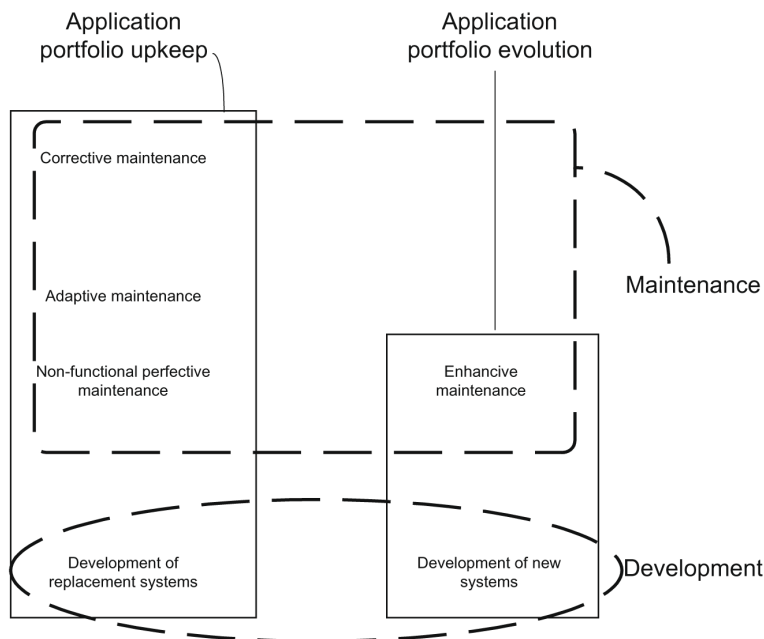 Application
portfolio upkeep
Application
portfolio evolution
Corrective maintenance
Maintenance
Adaptive maintenance
Non-functional perfective
maintenance
Enhancive
maintenance
Development of
replacement systems
Development of new
systems
Development